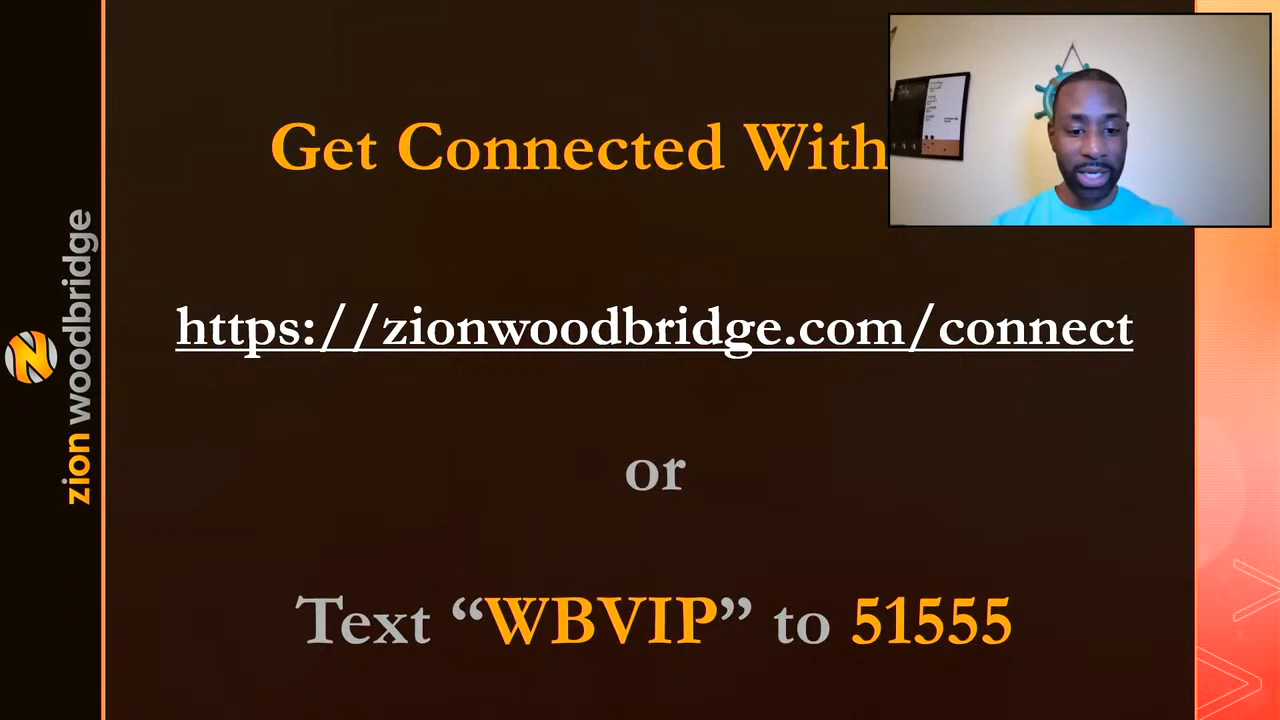 Get Connected With
https://zionwoodbridge.com/connect
or
Text “WBVIP” to 51555
zion woodbridge